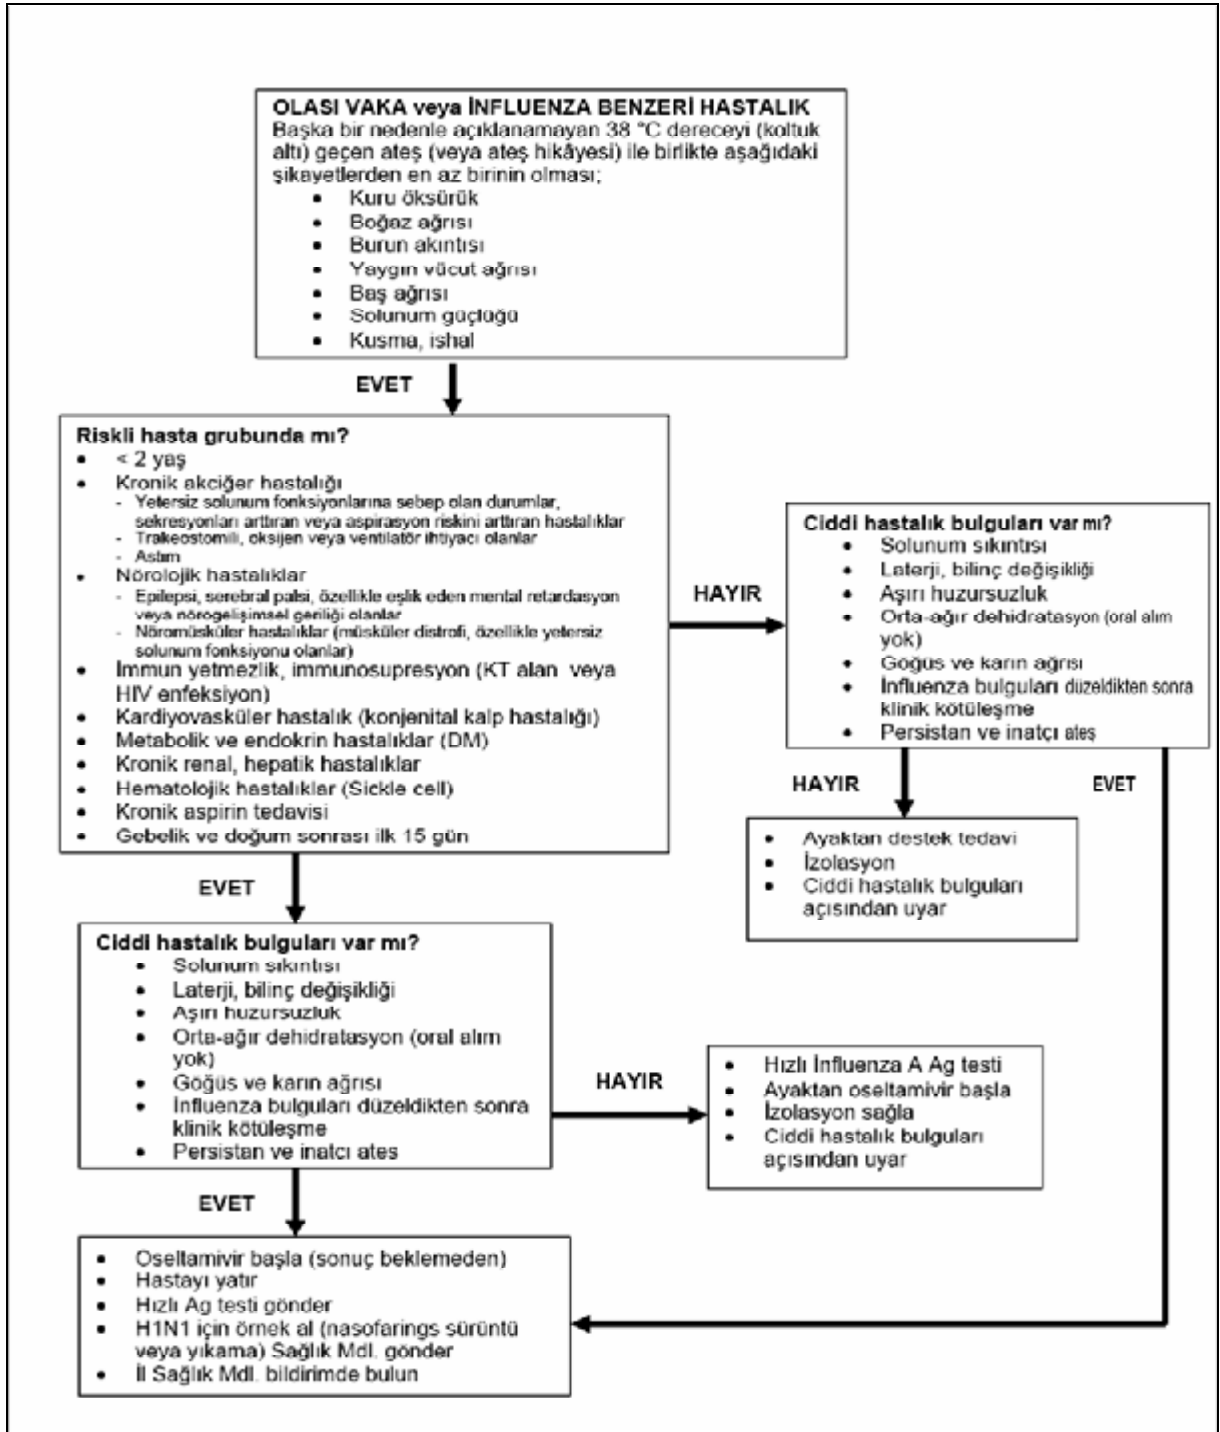 OLASI VAKA veya İNFLUENZA BENZERİ HASTALIK
Başka bir nedenle açıklanamayan 38 °C dereceyi (koltuk
altı) geçen ateş (veya ateş hikâyesi) ile birlikte aşağıdaki
şikayetlerden en az birinin olması;
• Kuru öksürük
• Boğaz ağrısı
• Burun akıntısı
• Yaygın vücut ağrısı
• Baş ağrısı
• Solunum güçlüğü
• Kusma, ishal
EVET
Riskli hasta grubunda mı?
• < 2 yaş
• Kronik akciğer hastalığı
- Yetersiz solunum fonksiyonlarına sebep olan durumlar,
sekresyonları arttıran veya aspirasyon riskini arttıran hastalıklar
- Trakeostomili, oksijen veya ventilatör ihtiyacı olanlar
- Astım
• Nörolojik hastalıklar
- Epilepsi, serebral palsi, özellikle eşlik eden mental retardasyon
veya nörogelişimsel geriliği olanlar
- Nöromüsküler hastalıklar (müsküler distrofi, özellikle yetersiz
solunum fonksiyonu olanlar)
• İmmun yetmezlik, immunosupresyon (KT alan veya
HIV enfeksiyon)
• Kardiyovasküler hastalık (konjenital kalp hastalığı)
• Metabolik ve endokrin hastalıklar (DM)
• Kronik renal, hepatik hastalıklar
• Hematolojik hastalıklar (Sickle cell)
• Kronik aspirin tedavisi
• Gebelik ve doğum sonrası ilk 15 gün
HAYIR
Ciddi hastalık bulguları var mı?
• Solunum sıkıntısı
• Laterji, bilinç değişikliği
• Aşırı huzursuzluk
• Orta-ağır dehidratasyon (oral alım
yok)
• Göğüs ve karın ağrısı
• İnfluenza bulguları düzeldikten sonra
klinik kötüleşme
• Persistan ve inatçı ateş
HAYIR
EVET
• Ayaktan destek tedavi
• İzolasyon
• Ciddi hastalık bulguları
açısından uyar
EVET
Ciddi hastalık bulguları var mı?
• Solunum sıkıntısı
• Laterji, bilinç değişikliği
• Aşırı huzursuzluk
• Orta-ağır dehidratasyon (oral alım
yok)
• Göğüs ve karın ağrısı
• İnfluenza bulguları düzeldikten sonra
klinik kötüleşme
• Persistan ve inatcı ates
HAYIR
• Hızlı İnfluenza A Ag testi
• Ayaktan oseltamivir başla
• İzolasyon sağla
• Ciddi hastalık bulguları
açısından uyar
EVET
• Oseltamivir başla (sonuç beklemeden)
• Hastayı yatır
• Hızlı Ag testi gönder
• H1N1 için örnek al (nasofarings sürüntü
veya yıkama) Sağlık Mdl. gönder
• İl Sağlık Mdl. bildirimde bulun